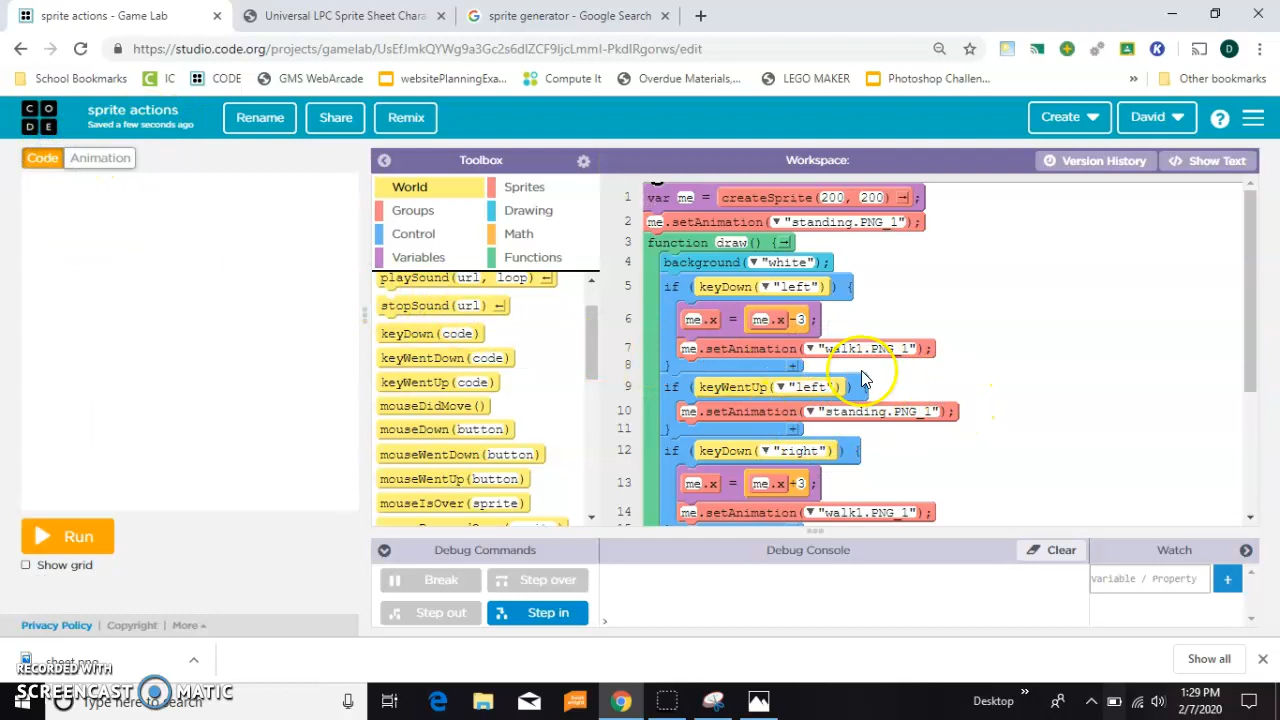 sprite actions - Game Lab
Universal LPC Sprite Sheet Chara
sprite generator - Google Search
https://studio.code.org/projects/gamelab/UsEfJmkQYWg9a3Gc2s6dlZCF9ljcLmmI-PkdIRgorws/edit
School Bookmarks
IC
CODE
GMS WebArcade
websitePlanningExa...
Compute It
Overdue Materials,...
LEGO MAKER
Photoshop Challen...
»
Other bookmarks
C O
D E
sprite actions
Saved a few seconds ago
Rename
Share
Remix
Create
David
Code
Animation
Toolbox
Workspace:
Version History
</> Show Text
World
Sprites
Groups
Drawing
Control
Math
Variables
Functions
playSound(url, loop)
stopSound(url)
keyDown(code)
keyWentDown(code)
keyWentUp(code)
mouseDidMove()
mouseDown(button)
mouseWentDown(button)
mouseWentUp(button)
mouseIsOver(sprite)
1 var me = createSprite(200, 200);
2 me.setAnimation("standing.PNG_1");
3 function draw() {
4 background("white");
5 if (keyDown("left")) {
6 me.x = me.x-3;
7 me.setAnimation("walk1.PNG_1");
8 }
9 if (keyWentUp("left")) {
10 me.setAnimation("standing.PNG_1");
11 }
12 if (keyDown("right")) {
13 me.x = me.x+3;
14 me.setAnimation("walk1.PNG_1");
Run
Show grid
Debug Commands
Debug Console
Clear
Watch
Break
Step over
Step out
Step in
variable / Property
+
>
Privacy Policy | Copyright | More
sheet.png
Show all
RECORDED WITH
SCREENCAST MATIC
Type here to search
Desktop
1:29 PM
2/7/2020